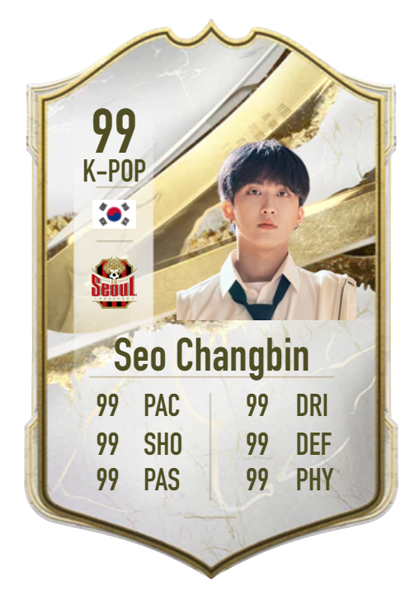 99
K-POP
Seoul
Seo Changbin
99 PAC 99 DRI
99 SHO 99 DEF
99 PAS 99 PHY